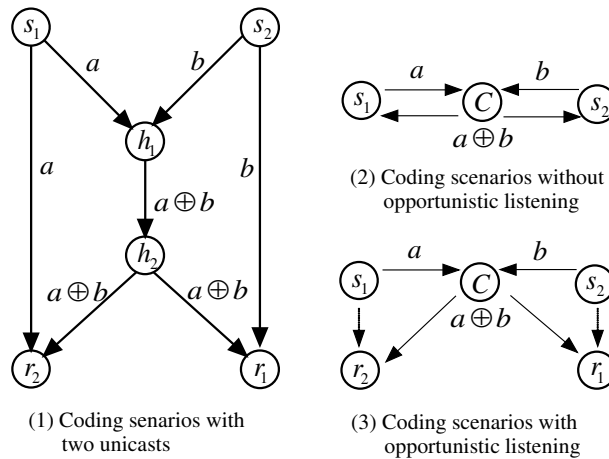 s1
s2
a
b
h1
a
b
a⊕b
h2
a⊕b
a⊕b
r2
r1
(1) Coding senarios with
two unicasts
a
b
s1
C
s2
a⊕b
(2) Coding scenarios without
opportunistic listening
a
b
s1
C
s2
a⊕b
r2
r1
(3) Coding scenarios with
opportunistic listening